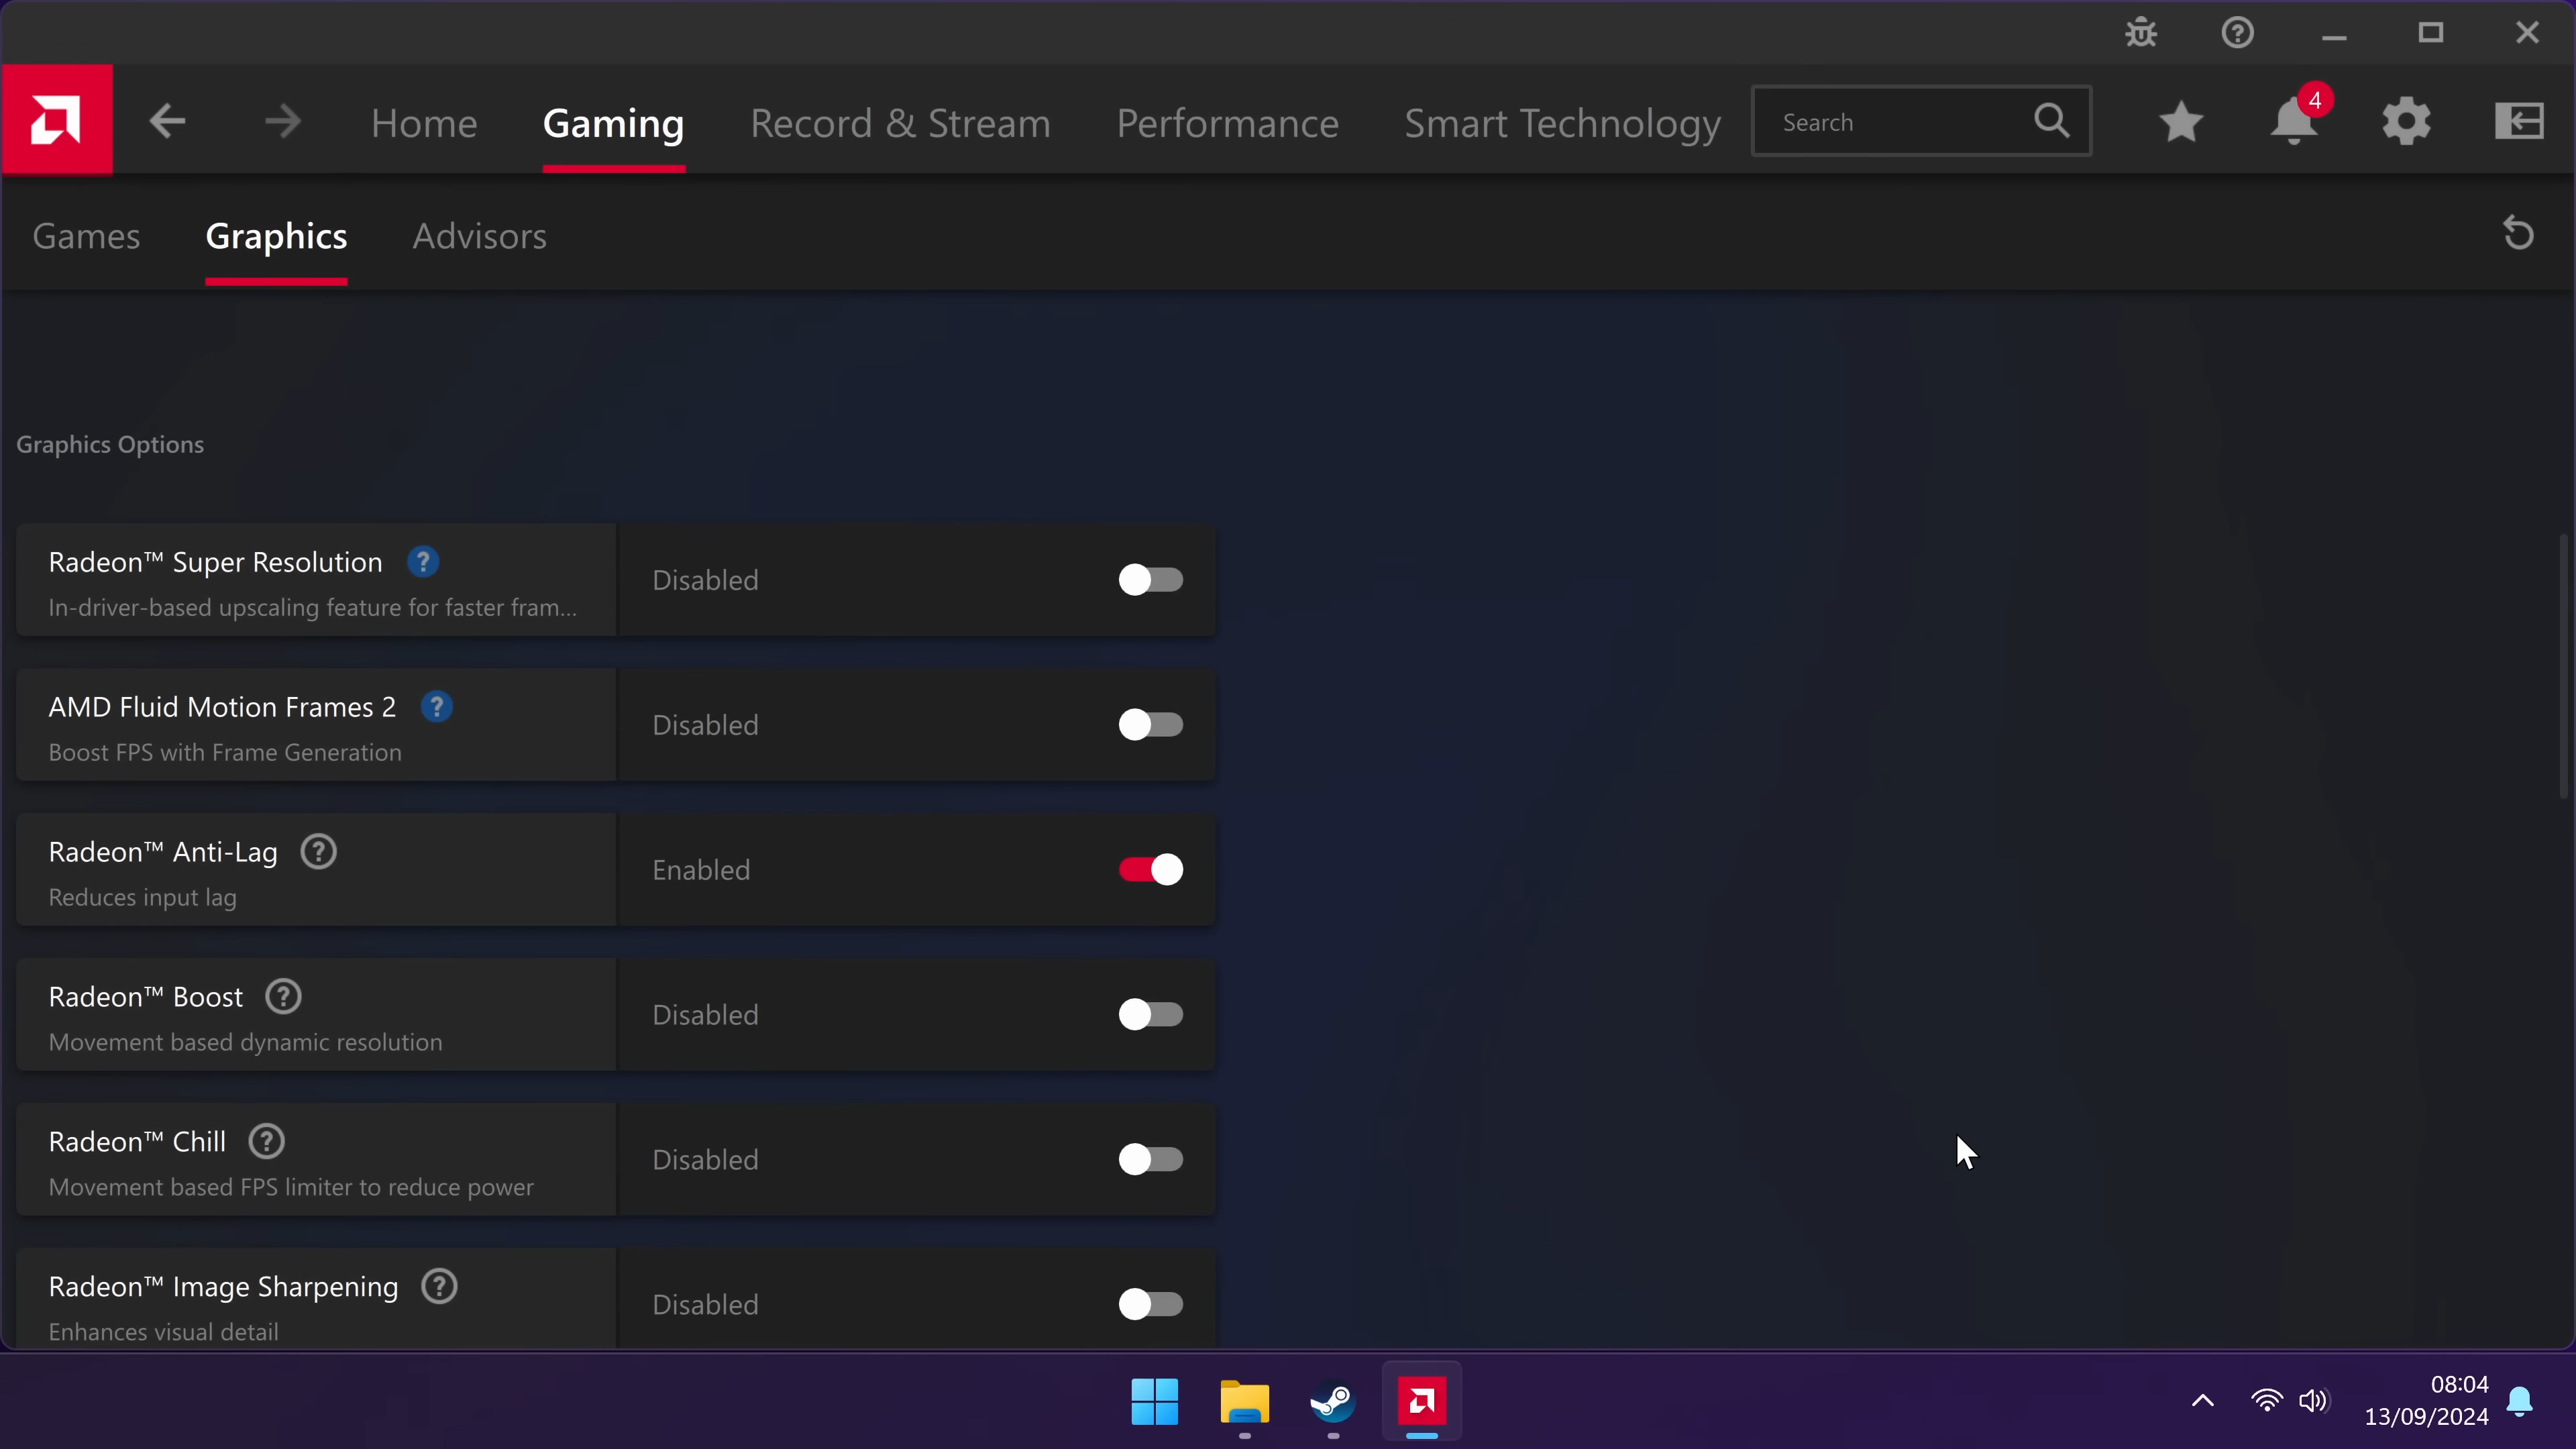 Home
Gaming
Record & Stream
Performance
Smart Technology
Search
4
Games
Graphics
Advisors
Graphics Options
Radeon™ Super Resolution ?
In-driver-based upscaling feature for faster fram...
Disabled
AMD Fluid Motion Frames 2 ?
Boost FPS with Frame Generation
Disabled
Radeon™ Anti-Lag ?
Reduces input lag
Enabled
Radeon™ Boost ?
Movement based dynamic resolution
Disabled
Radeon™ Chill ?
Movement based FPS limiter to reduce power
Disabled
Radeon™ Image Sharpening ?
Enhances visual detail
Disabled
08:04
13/09/2024